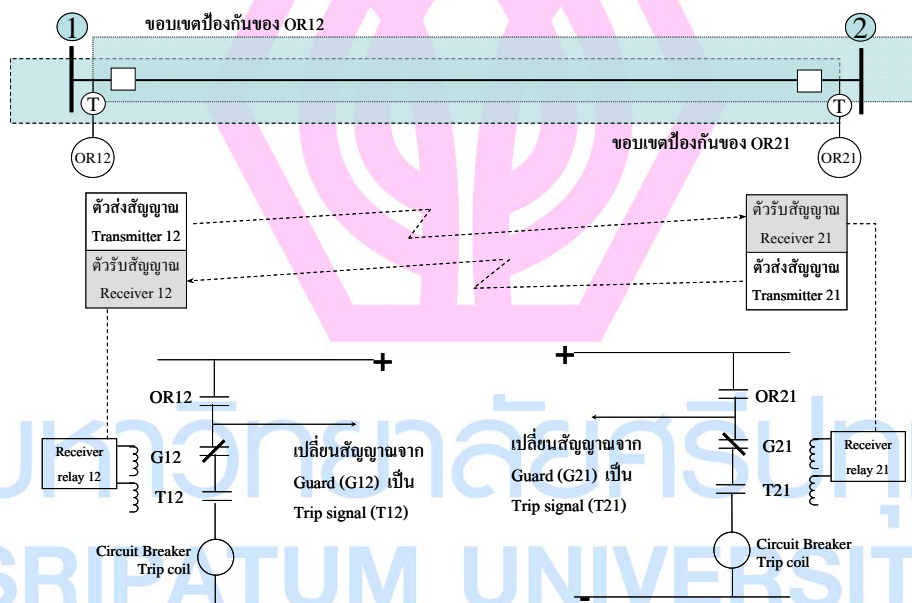 ขอบเขตป้องกันของ OR12
1
2
T
T
OR12
OR21
ขอบเขตป้องกันของ OR21
ตัวส่งสัญญาณ
Transmitter 12
ตัวรับสัญญาณ
Receiver 12
ตัวรับสัญญาณ
Receiver 21
ตัวส่งสัญญาณ
Transmitter 21
+
+
OR12
OR21
Receiver
relay 12
G12
T12
เปลี่ยนสัญญาณจาก
Guard (G12) เป็น
Trip signal (T12)
เปลี่ยนสัญญาณจาก
Guard (G21) เป็น
Trip signal (T21)
G21
T21
Receiver
relay 21
Circuit Breaker
Trip coil
Circuit Breaker
Trip coil
-
มหาวิทยาลัยศรีปทุม
SRIPATUM UNIVERSIT